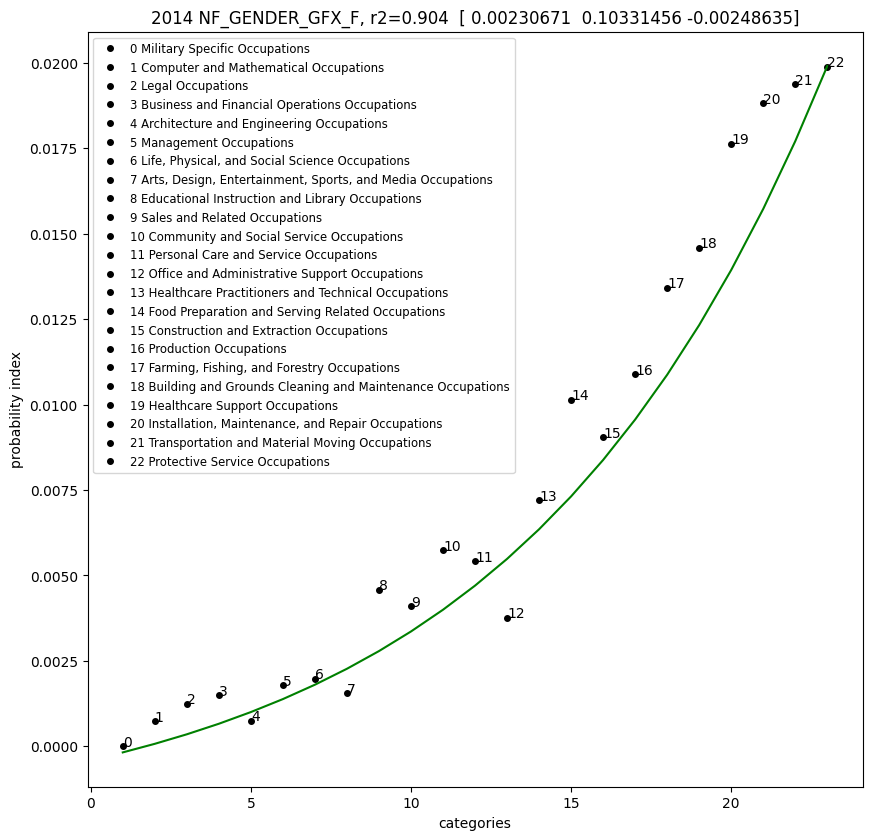 2014 NF_GENDER_GFX_F, r2=0.904  [ 0.00230671  0.10331456 -0.00248635]
0 Military Specific Occupations
1 Computer and Mathematical Occupations
2 Legal Occupations
3 Business and Financial Operations Occupations
4 Architecture and Engineering Occupations
5 Management Occupations
6 Life, Physical, and Social Science Occupations
7 Arts, Design, Entertainment, Sports, and Media Occupations
8 Educational Instruction and Library Occupations
9 Sales and Related Occupations
10 Community and Social Service Occupations
11 Personal Care and Service Occupations
12 Office and Administrative Support Occupations
13 Healthcare Practitioners and Technical Occupations
14 Food Preparation and Serving Related Occupations
15 Construction and Extraction Occupations
16 Production Occupations
17 Farming, Fishing, and Forestry Occupations
18 Building and Grounds Cleaning and Maintenance Occupations
19 Healthcare Support Occupations
20 Installation, Maintenance, and Repair Occupations
21 Transportation and Material Moving Occupations
22 Protective Service Occupations
probability index
0.0200
0.0175
0.0150
0.0125
0.0100
0.0075
0.0050
0.0025
0.0000
0
1
2
3
4
5
6
7
8
9
10
11
12
13
14
15
16
17
18
19
20
21
22
0
5
10
15
20
categories